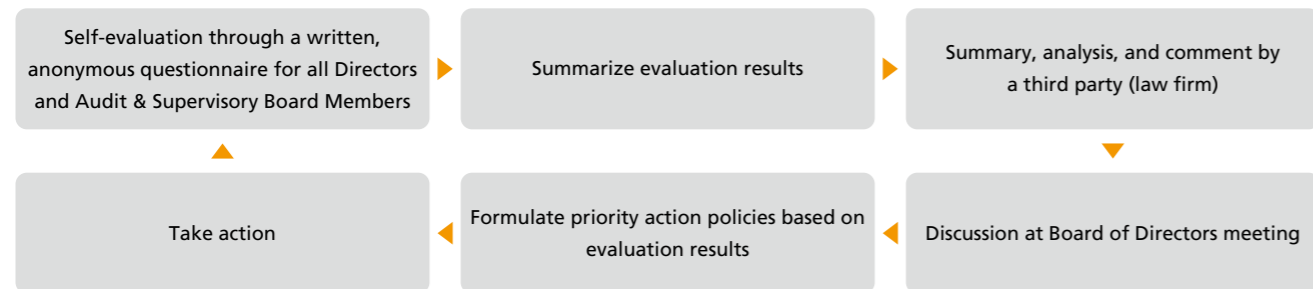 Self-evaluation through a written,
anonymous questionnaire for all Directors
and Audit & Supervisory Board Members
Summarize evaluation results
Summary, analysis, and comment by
a third party (law firm)
Discussion at Board of Directors meeting
Formulate priority action policies based on
evaluation results
Take action